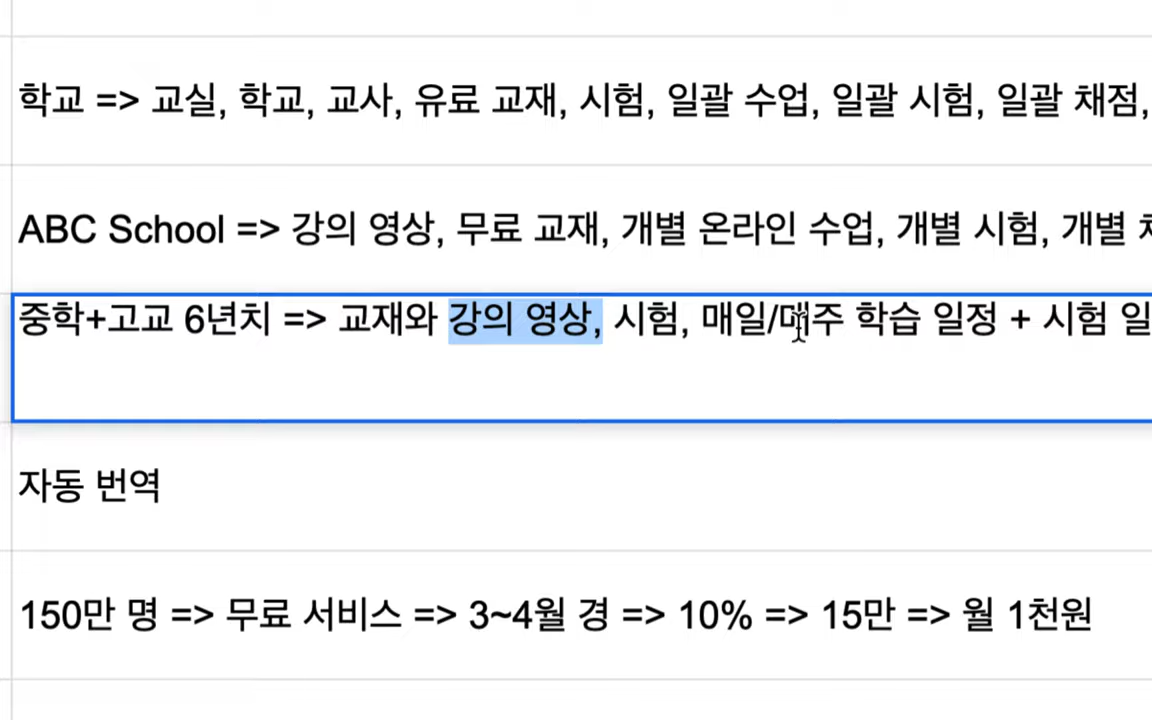 학교 => 교실, 학교, 교사, 유료 교재, 시험, 일괄 수업, 일괄 시험, 일괄 채점,
ABC School => 강의 영상, 무료 교재, 개별 온라인 수업, 개별 시험, 개별
중학+고교 6년치 => 교재와 강의 영상, 시험, 매일/매주 학습 일정 + 시험 일
자동 번역
150만 명 => 무료 서비스 => 3~4월 경 => 10% => 15만 => 월 1천원